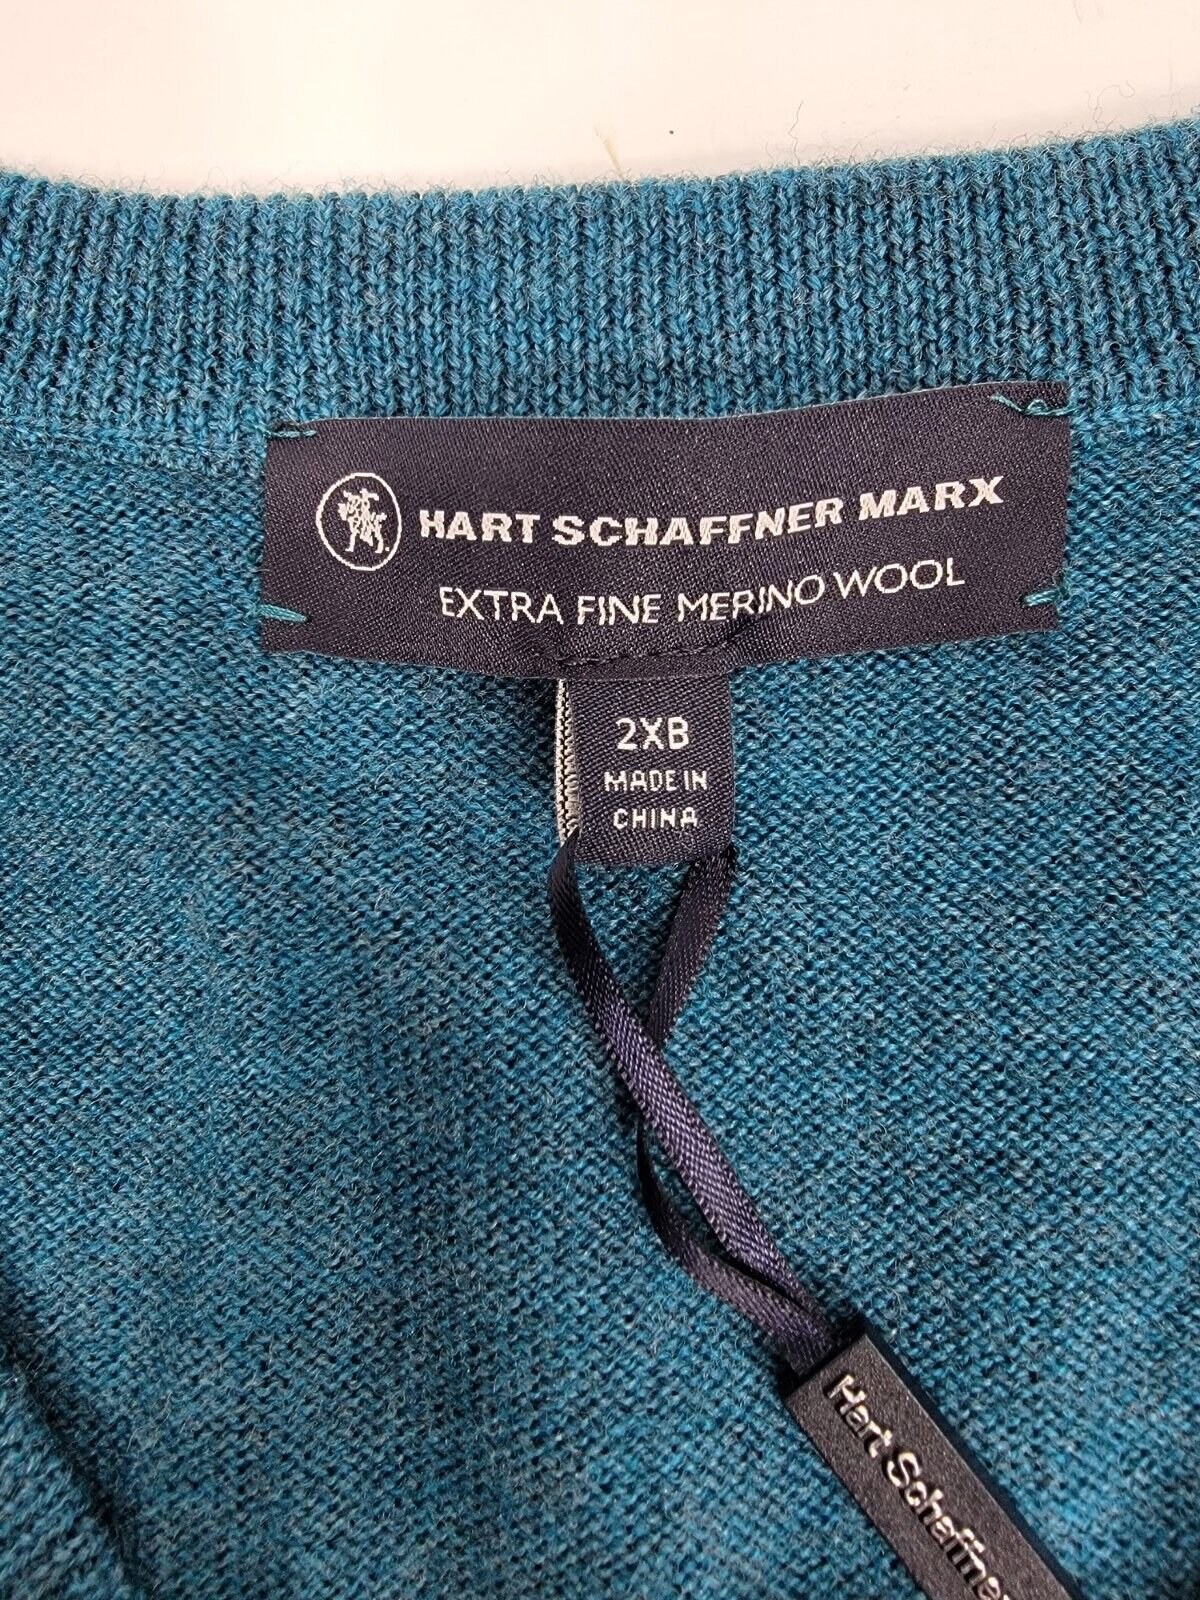 HART SCHAFFNER MARX
EXTRA FINE MERINO WOOL
2XB
MADE IN
CHINA
Hart Schaffner